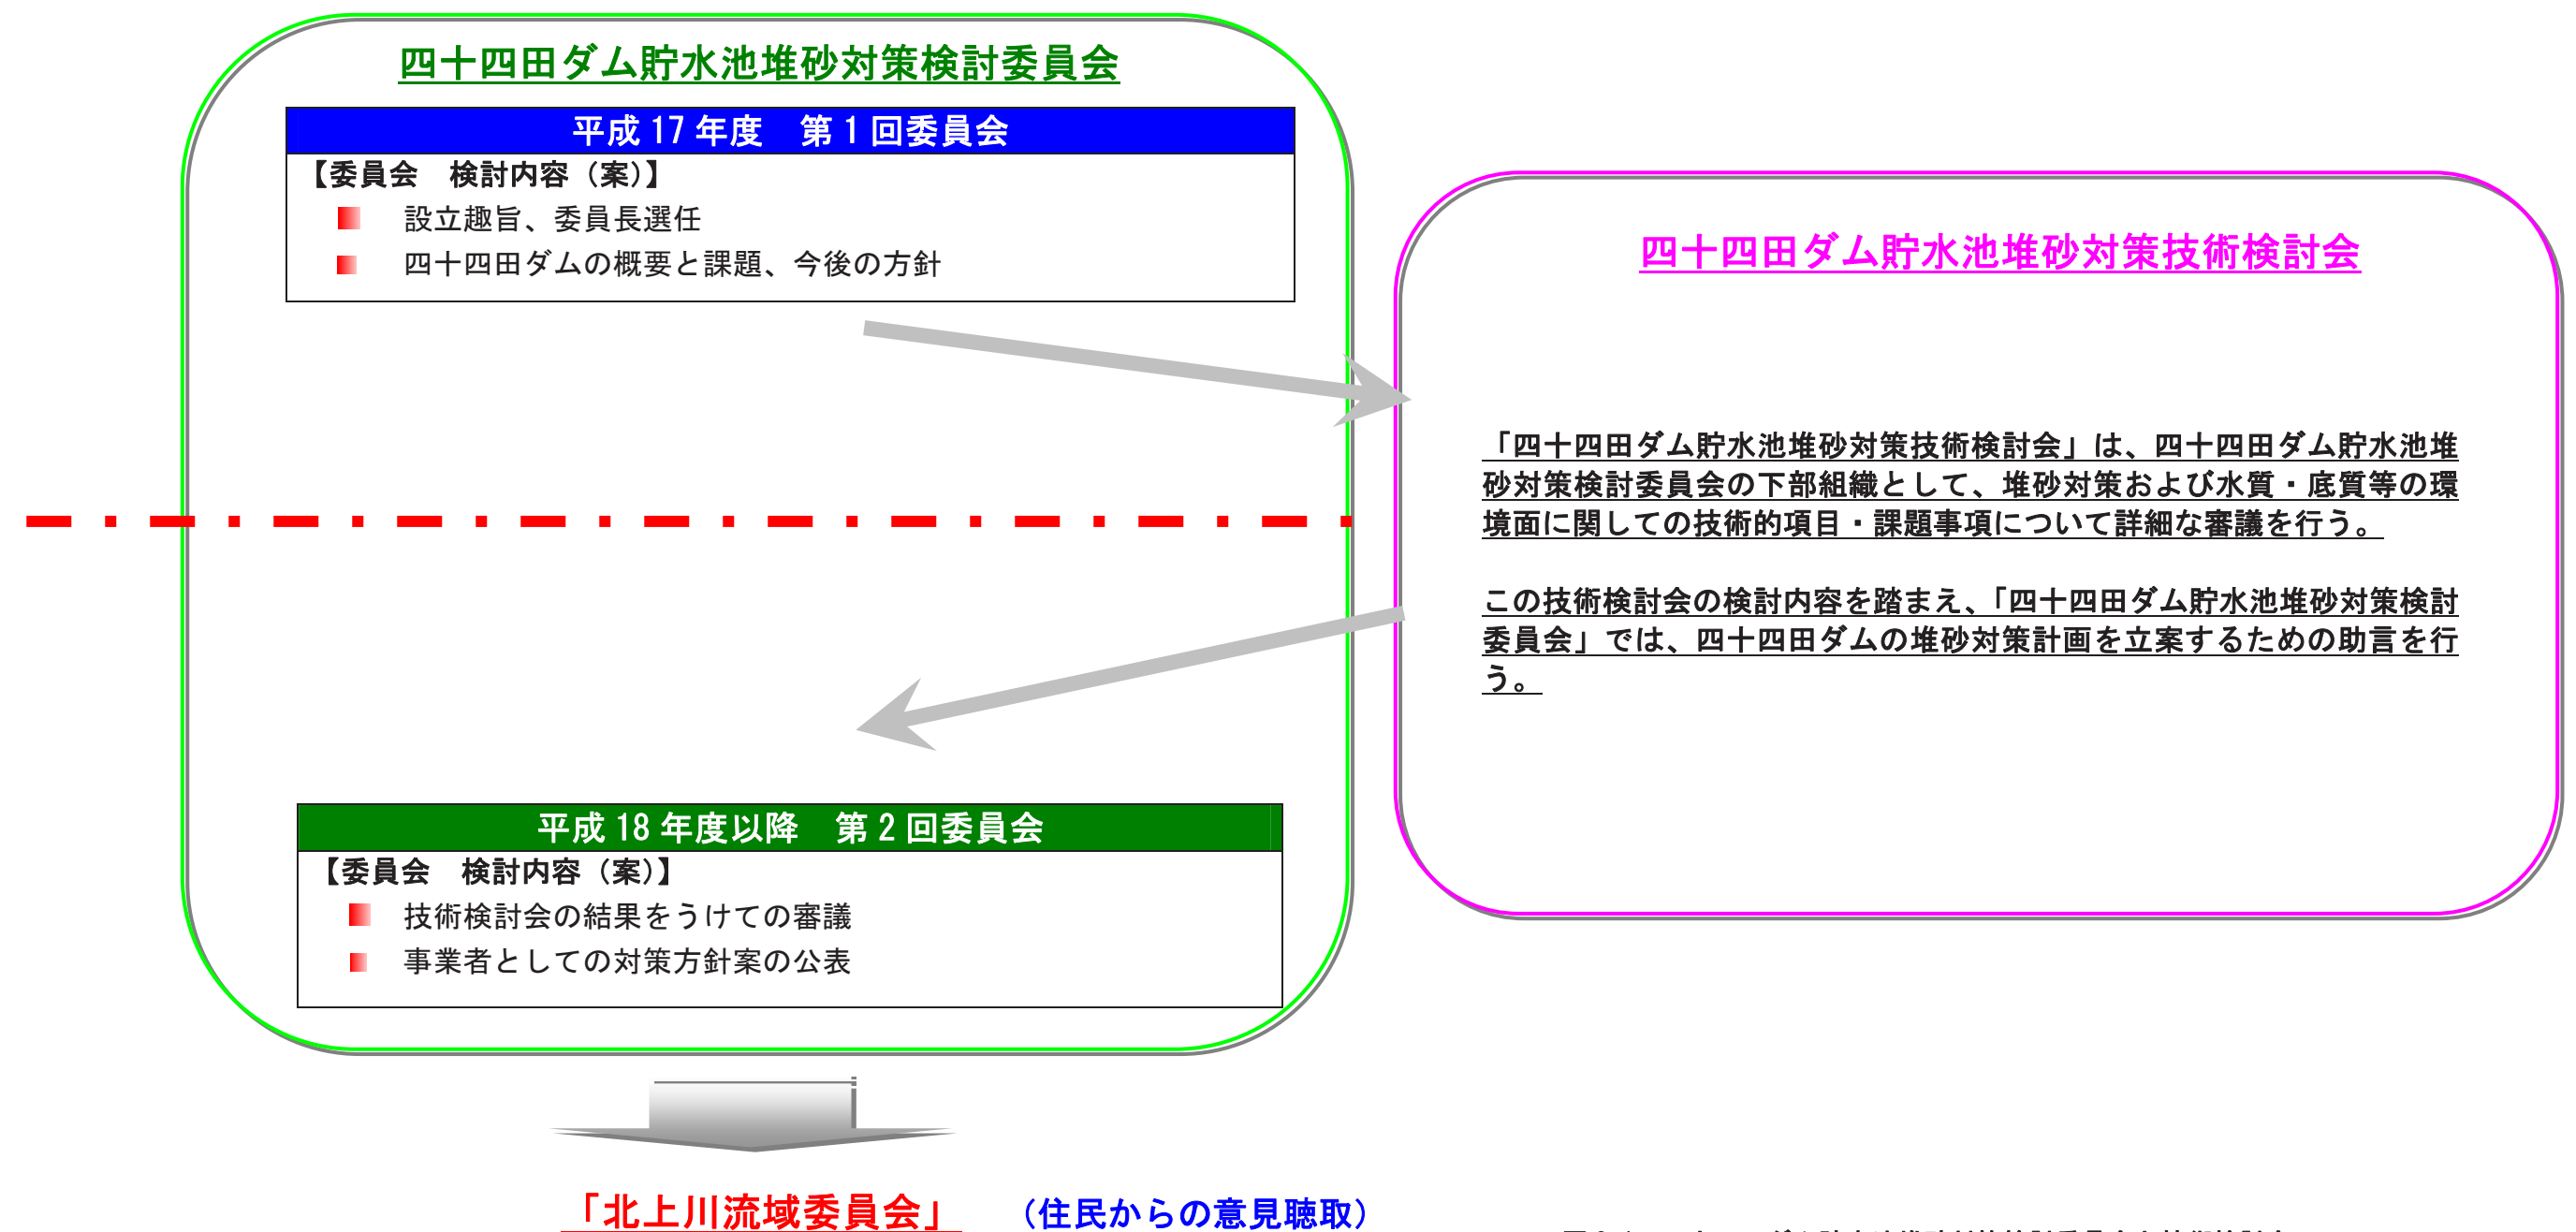 四十四田ダム貯水池堆砂対策検討委員会
平成 17 年度　第 1 回委員会
【委員会　検討内容（案）】
設立趣旨、委員長選任
四十四田ダムの概要と課題、今後の方針
四十四田ダム貯水池堆砂対策技術検討会
「四十四田ダム貯水池堆砂対策技術検討会」は、四十四田ダム貯水池堆
砂対策検討委員会の下部組織として、堆砂対策および水質・底質等の環
境面に関しての技術的項目・課題事項について詳細な審議を行う。
この技術検討会の検討内容を踏まえ、「四十四田ダム貯水池堆砂対策検討
委員会」では、四十四田ダムの堆砂対策計画を立案するための助言を行
う。
平成 18 年度以降　第 2 回委員会
【委員会　検討内容（案）】
技術検討会の結果をうけての審議
事業者としての対策方針案の公表
「北上川流域委員会」　（住民からの意見聴取）